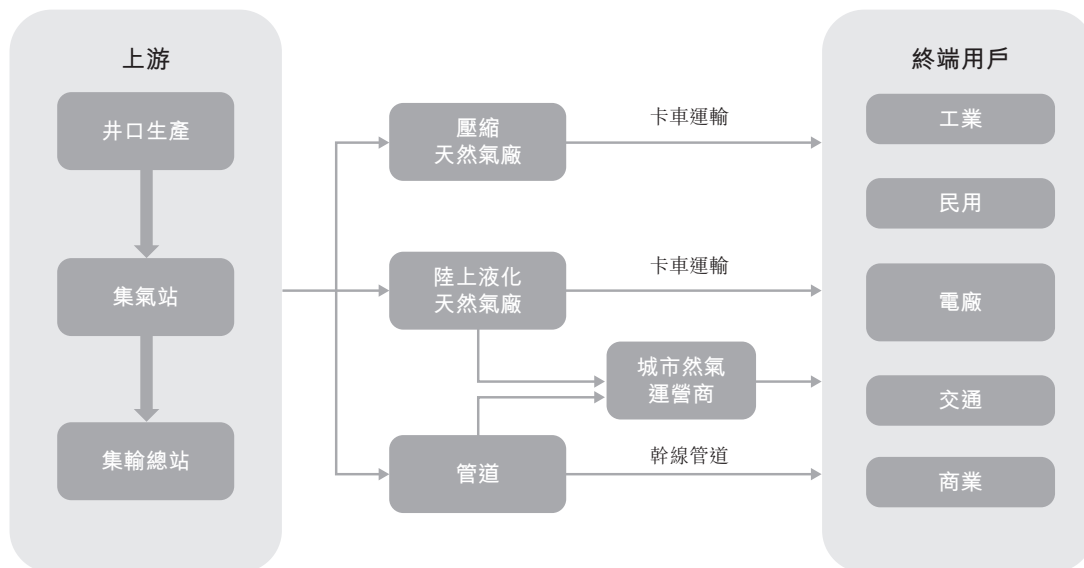 上游
井口生產
集氣站
集輸總站
壓縮
天然氣廠
卡車運輸
陸上液化
天然氣廠
卡車運輸
城市然氣
運營商
管道
幹線管道
終端用戶
工業
民用
電廠
交通
商業